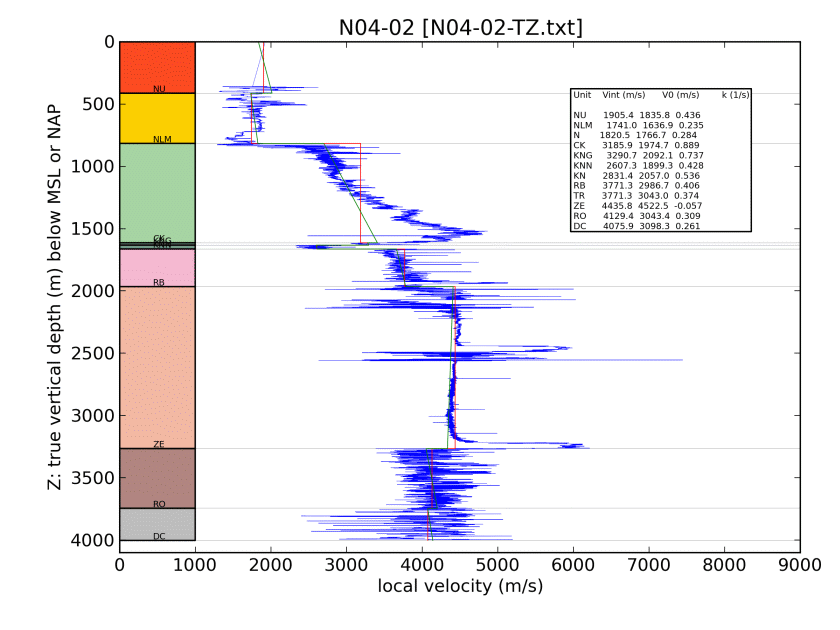 N04-02 [N04-02-TZ.txt]
Z: true vertical depth (m) below MSL or NAP
0
500
1000
1500
2000
2500
3000
3500
4000
NU
NLM
CK
KNG
KNN
RB
ZE
RO
DC
Unit Vint (m/s) V0 (m/s) k (1/s)
NU 1905.4 1835.8 0.436
NLM 1741.0 1636.9 0.235
N 1820.5 1766.7 0.284
CK 3185.9 1974.7 0.889
KNG 3290.7 2092.1 0.737
KNN 2607.3 1899.3 0.428
KN 2831.4 2057.0 0.536
RB 3771.3 2986.7 0.406
TR 3771.3 3043.0 0.374
ZE 4435.8 4522.5 -0.057
RO 4129.4 3043.4 0.309
DC 4075.9 3098.3 0.261
0 1000 2000 3000 4000 5000 6000 7000 8000 9000
local velocity (m/s)